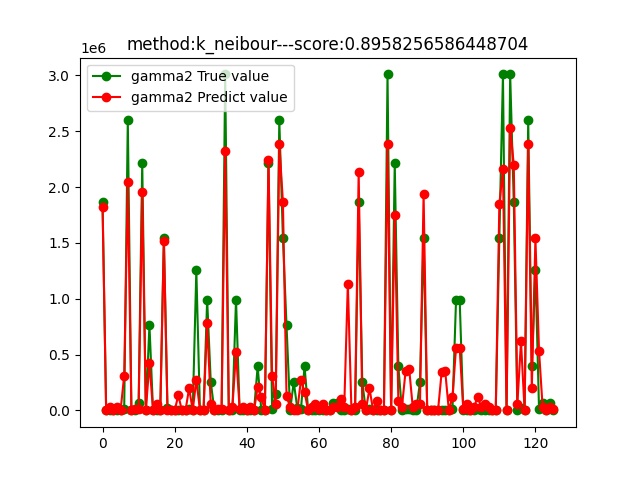 method:k_neibour---score:0.8958256586448704
1e6
gamma2 True value
gamma2 Predict value
3.0
2.5
2.0
1.5
1.0
0.5
0.0
0 20 40 60 80 100 120